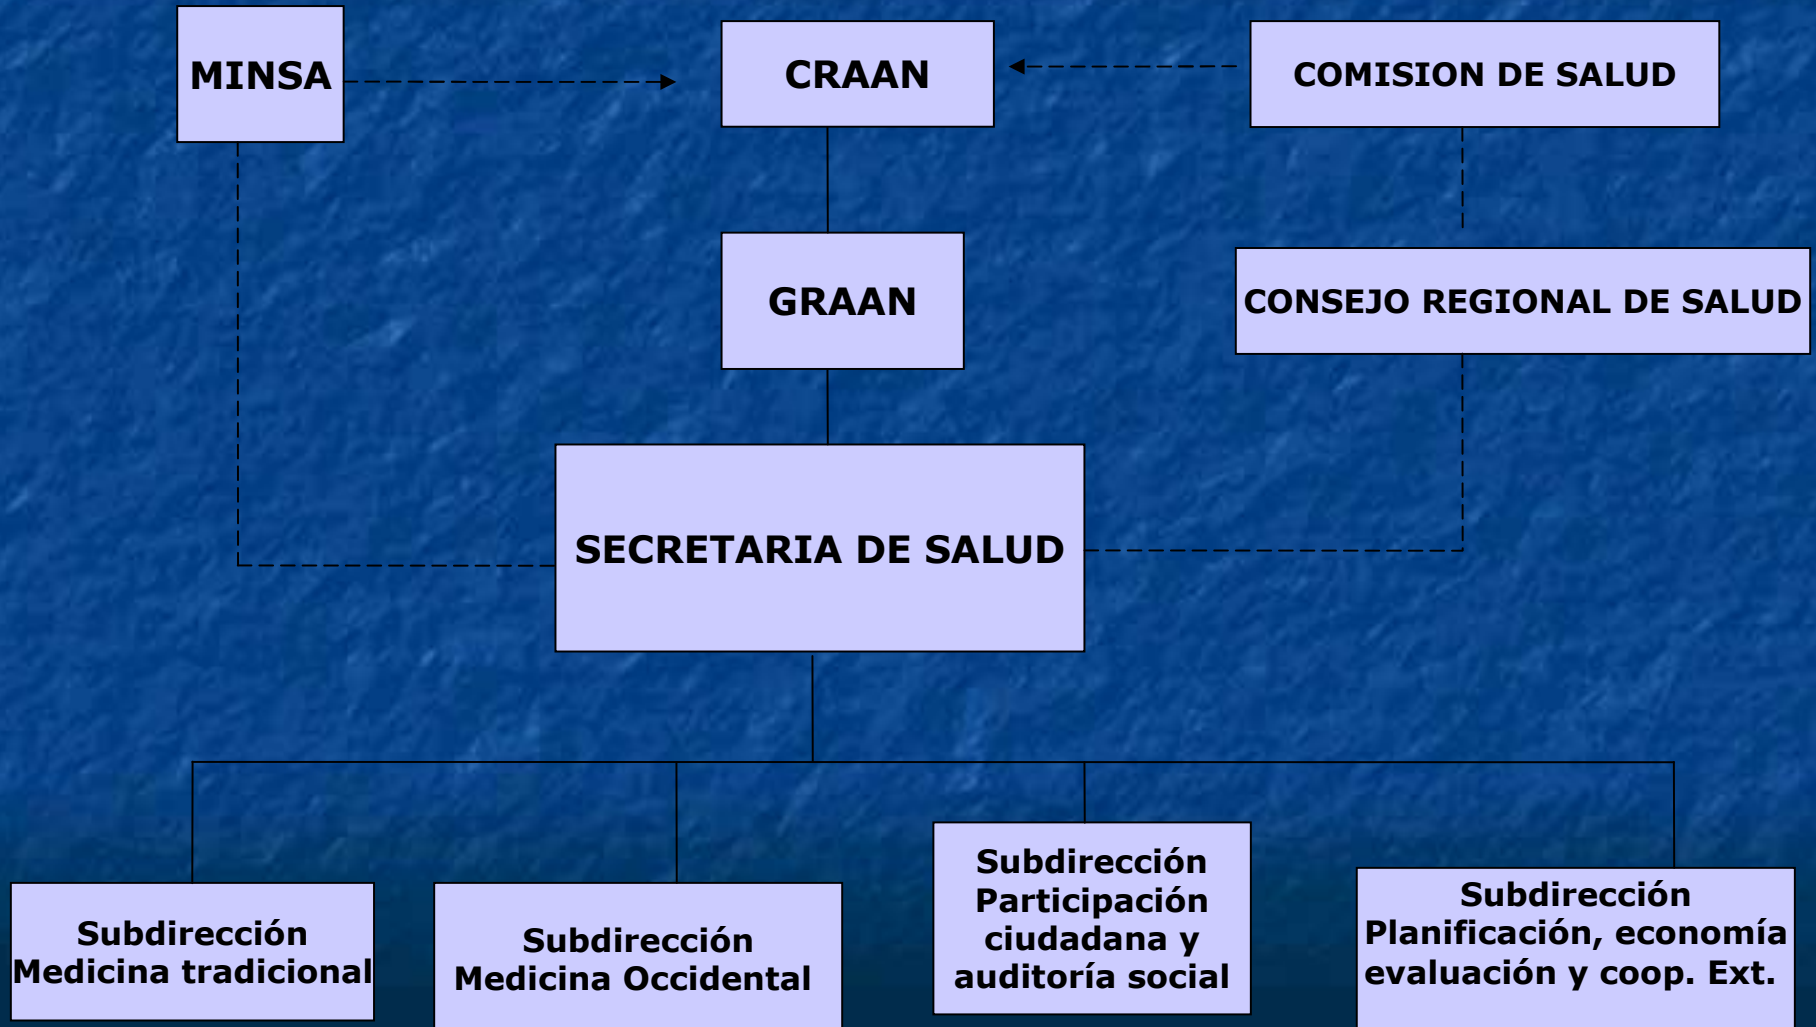 MINSA
CRAAN
COMISION DE SALUD
GRAAN
CONSEJO REGIONAL DE SALUD
SECRETARIA DE SALUD
Subdirección
Medicina tradicional
Subdirección
Medicina Occidental
Subdirección
Participación
ciudadana y
auditoría social
Subdirección
Planificación, economía
evaluación y coop. Ext.